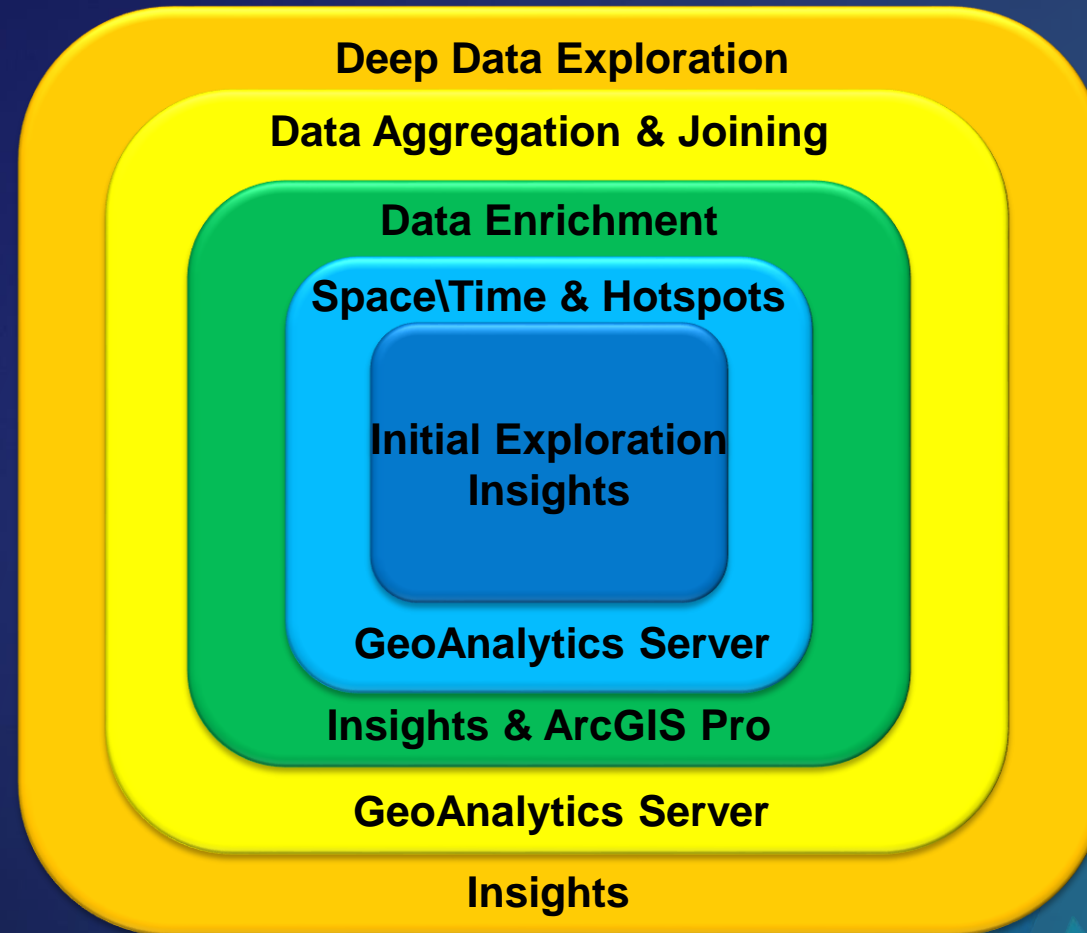 Deep Data Exploration
Data Aggregation & Joining
Data Enrichment
Space\Time & Hotspots
Initial Exploration
Insights
GeoAnalytics Server
Insights & ArcGIS Pro
GeoAnalytics Server
Insights